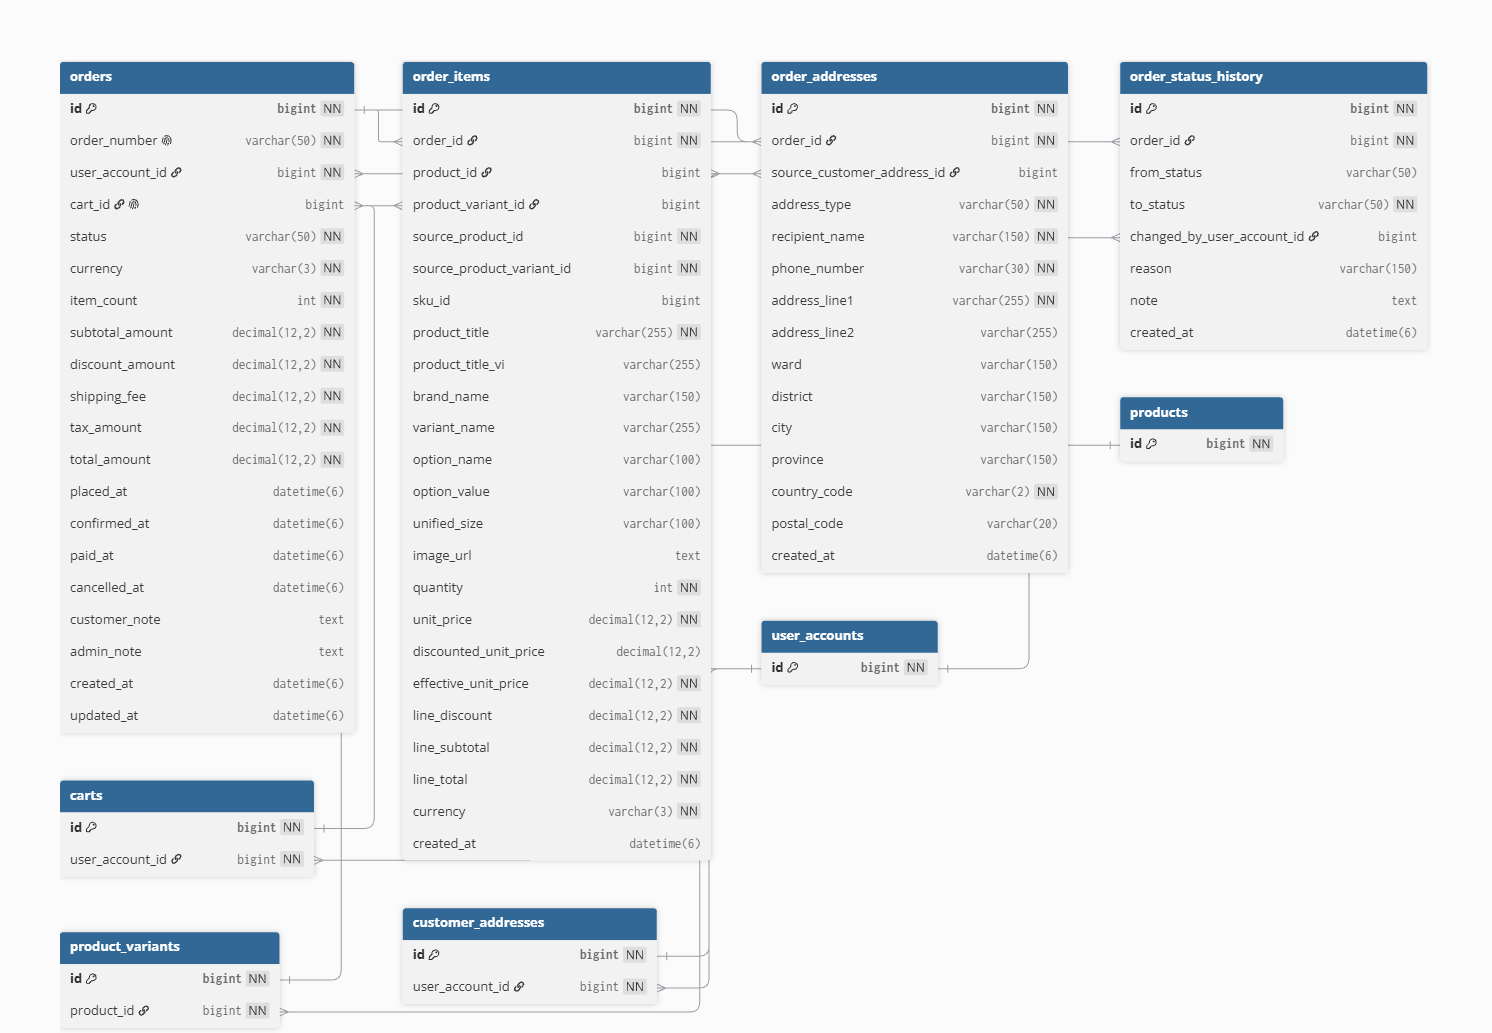 orders
id bigint NN
order_number varchar(50) NN
user_account_id bigint NN
cart_id bigint
status varchar(50) NN
currency varchar(3) NN
item_count int NN
subtotal_amount decimal(12,2) NN
discount_amount decimal(12,2) NN
shipping_fee decimal(12,2) NN
tax_amount decimal(12,2) NN
total_amount decimal(12,2) NN
placed_at datetime(6)
confirmed_at datetime(6)
paid_at datetime(6)
cancelled_at datetime(6)
customer_note text
admin_note text
created_at datetime(6)
updated_at datetime(6)
order_items
id bigint NN
order_id bigint NN
product_id bigint
product_variant_id bigint
source_product_id bigint NN
source_product_variant_id bigint NN
sku_id bigint
product_title varchar(255) NN
product_title_vi varchar(255)
brand_name varchar(150)
variant_name varchar(255)
option_name varchar(100)
option_value varchar(100)
unified_size varchar(100)
image_url text
quantity int NN
unit_price decimal(12,2) NN
discounted_unit_price decimal(12,2)
effective_unit_price decimal(12,2) NN
line_discount decimal(12,2) NN
line_subtotal decimal(12,2) NN
line_total decimal(12,2) NN
currency varchar(3) NN
created_at datetime(6)
order_addresses
id bigint NN
order_id bigint NN
source_customer_address_id bigint
address_type varchar(50) NN
recipient_name varchar(150) NN
phone_number varchar(30) NN
address_line1 varchar(255) NN
address_line2 varchar(255)
ward varchar(150)
district varchar(150)
city varchar(150)
province varchar(150)
country_code varchar(2) NN
postal_code varchar(20)
created_at datetime(6)
order_status_history
id bigint NN
order_id bigint NN
from_status varchar(50)
to_status varchar(50) NN
changed_by_user_account_id bigint
reason varchar(150)
note text
created_at datetime(6)
products
id bigint NN
user_accounts
id bigint NN
carts
id bigint NN
user_account_id bigint NN
customer_addresses
id bigint NN
user_account_id bigint NN
product_variants
id bigint NN
product_id bigint NN